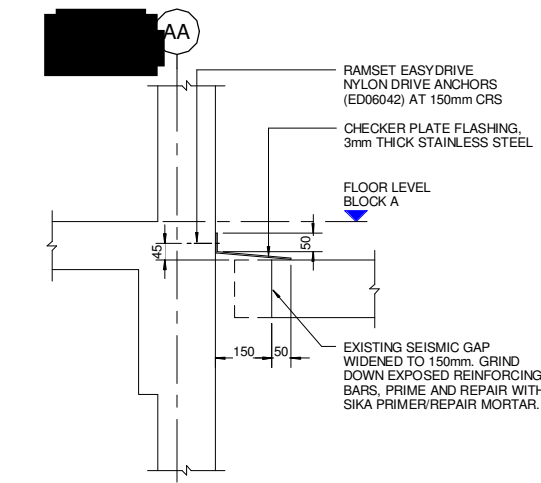 AA
RAMSET EASYDRIVE
NYLON DRIVE ANCHORS
(ED06042) AT 150mm CRS
CHECKER PLATE FLASHING,
3mm THICK STAINLESS STEEL
FLOOR LEVEL
BLOCK A
45
50
150
50
EXISTING SEISMIC GAP
WIDENED TO 150mm. GRIND
DOWN EXPOSED REINFORCING
BARS, PRIME AND REPAIR WITH
SIKA PRIMER/REPAIR MORTAR.